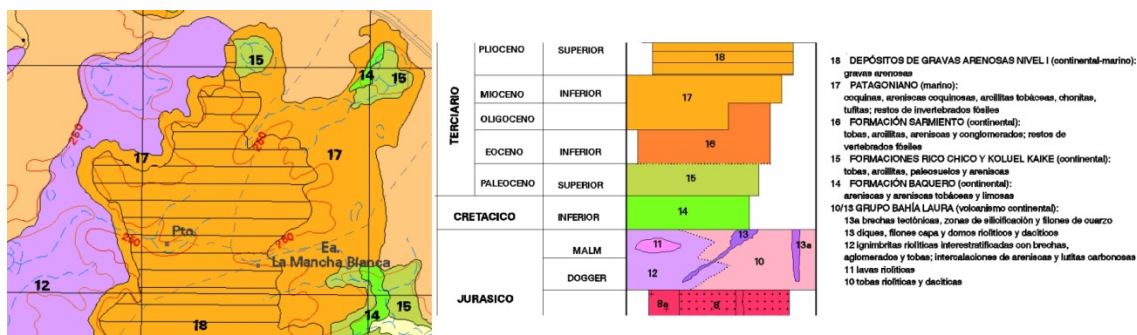 15
14
15
250
17
17
250
250
Pto.
Ea.
La Mancha Blanca
12
14
15
18
TERCIARIO
PLIOCENO SUPERIOR
MIOCENO INFERIOR
OLIGOCENO
EOCENO INFERIOR
PALEOCENO SUPERIOR
CRETACICO INFERIOR
JURASICO
MALM
DOGGER
18
17
16
15
14
11
13
13a
12
10
8a
8
18 DEPÓSITOS DE GRAVAS ARENOSAS NIVEL I (continental-marino):
gravas arenosas
17 PATAGONIANO (marino):
coquinas, areniscas coquinosas, arcillitas tobáceas, chonitas,
tufitas; restos de invertebrados fósiles
16 FORMACIÓN SARMIENTO (continental):
tobas, arcillitas, areniscas y conglomerados; restos de
vertebrados fósiles
15 FORMACIONES RICO CHICO Y KOLUEL KAIKE (continental):
tobas, arcillitas, paleosuelos y areniscas
14 FORMACIÓN BAQUERO (continental):
areniscas y areniscas tobáceas y limosas
10/13 GRUPO BAHÍA LAURA (volcanismo continental):
13a brechas tectónicas, zonas de silicificación y filones de cuarzo
13 diques, filones capa y domos riolíticos y dacíticos
12 ignimbritas riolíticas interestratificadas con brechas,
aglomerados y tobas; intercalaciones de areniscas y lutitas carbonosas
11 lavas riolíticas
10 tobas riolíticas y dacíticas